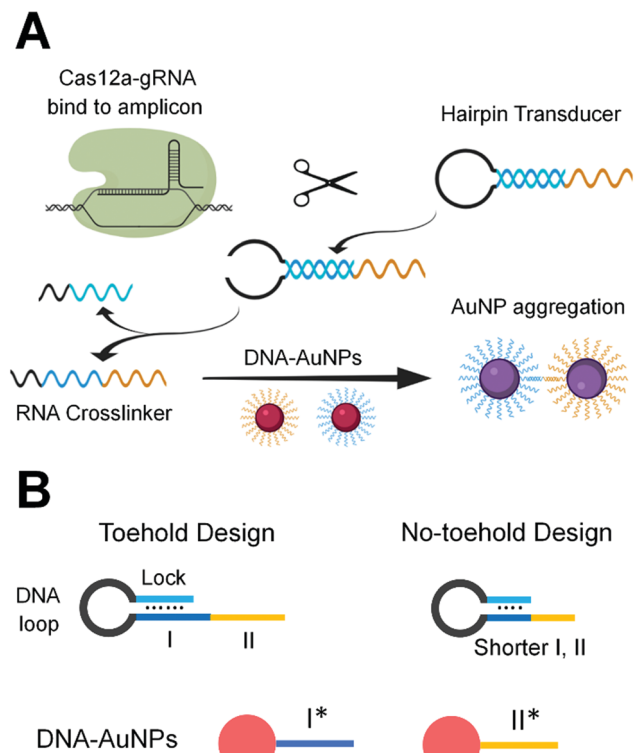 A
Cas12a-gRNA
bind to amplicon
Hairpin Transducer
AuNP aggregation
DNA-AuNPs
RNA Crosslinker
B
Toehold Design
No-toehold Design
DNA
loop
Lock
I
II
Shorter I, II
DNA-AuNPs
I*
II*